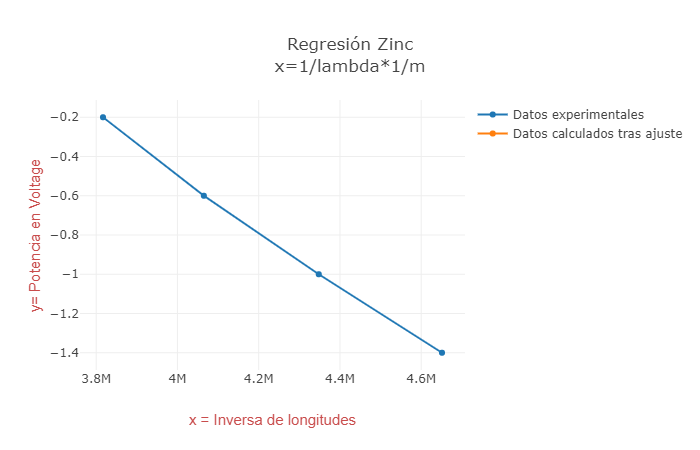 Regresión Zinc
x=1/lambda*1/m
Datos experimentales
Datos calculados tras ajuste
y= Potencia en Voltage
−0.2
−0.4
−0.6
−0.8
−1
−1.2
−1.4
3.8M 4M 4.2M 4.4M 4.6M
x = Inversa de longitudes